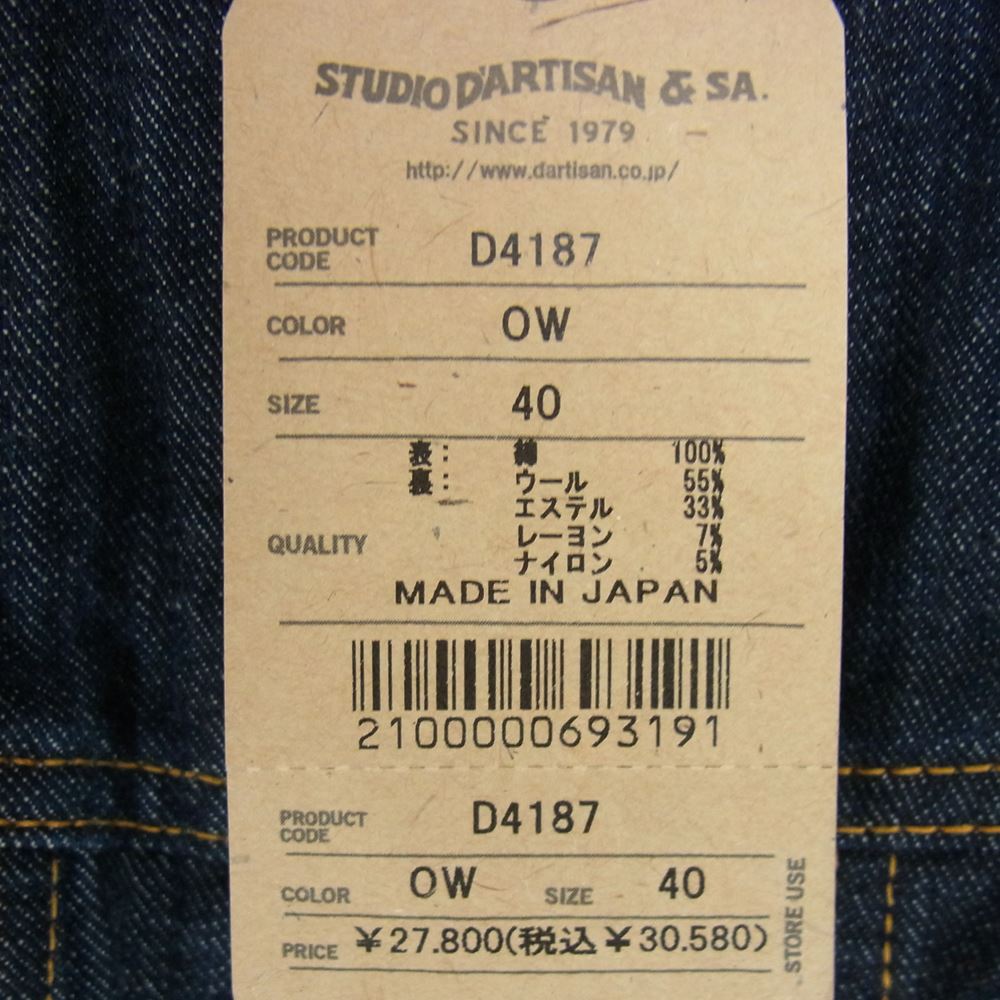 STUDIO D'ARTISAN & SA.
SINCE 1979
http://www.dartisan.co.jp/
PRODUCT CODE D4187
COLOR OW
SIZE 40
表: 綿 100%
裏: ウール 55%
エステル 33%
レーヨン 7%
ナイロン 5%
QUALITY
MADE IN JAPAN
2100000693191
PRODUCT CODE D4187
COLOR OW SIZE 40
PRICE ¥27.800(税込¥30.580)
STORE USE